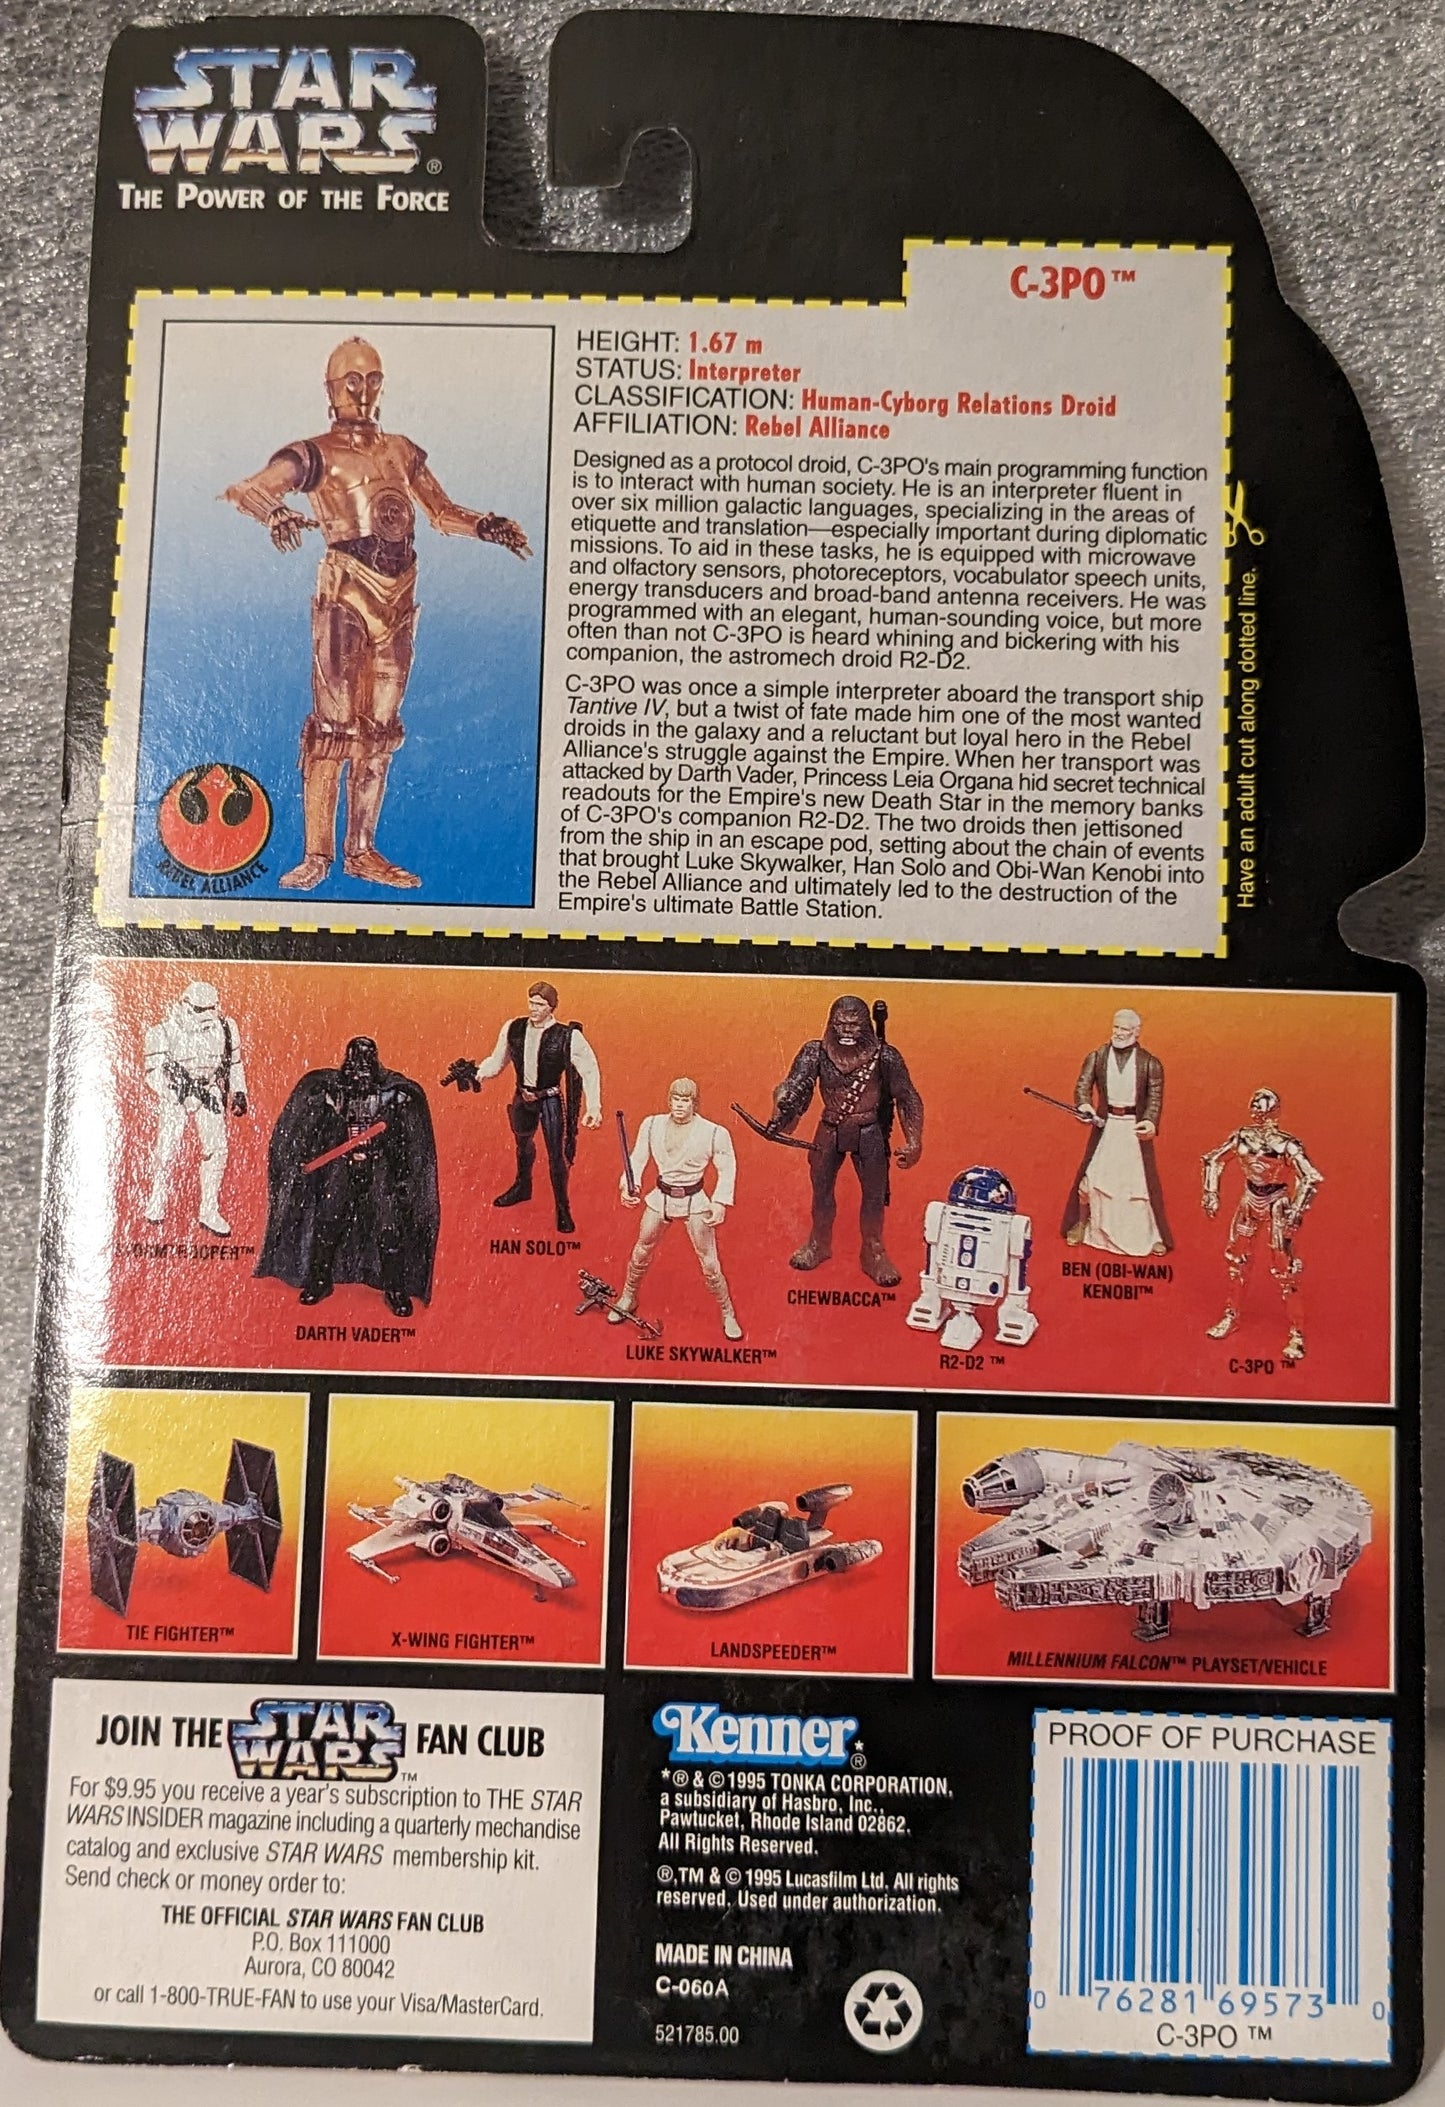 STAR
WARS®
THE POWER OF THE FORCE
C-3PO™
HEIGHT: 1.67 m
STATUS: Interpreter
CLASSIFICATION: Human-Cyborg Relations Droid
AFFILIATION: Rebel Alliance
Designed as a protocol droid, C-3PO's main programming function
is to interact with human society. He is an interpreter fluent in
over six million galactic languages, specializing in the areas of
etiquette and translation—especially important during diplomatic
missions. To aid in these tasks, he is equipped with microwave
and olfactory sensors, photoreceptors, vocabulator speech units,
energy transducers and broad-band antenna receivers. He was
programmed with an elegant, human-sounding voice, but more
often than not C-3PO is heard whining and bickering with his
companion, the astromech droid R2-D2.
C-3PO was once a simple interpreter aboard the transport ship
Tantive IV, but a twist of fate made him one of the most wanted
droids in the galaxy and a reluctant but loyal hero in the Rebel
Alliance's struggle against the Empire. When her transport was
attacked by Darth Vader, Princess Leia Organa hid secret technical
readouts for the Empire's new Death Star in the memory banks
of C-3PO's companion R2-D2. The two droids then jettisoned
from the ship in an escape pod, setting about the chain of events
that brought Luke Skywalker, Han Solo and Obi-Wan Kenobi into
the Rebel Alliance and ultimately led to the destruction of the
Empire's ultimate Battle Station.
REBEL ALLIANCE
Have an adult cut along dotted line.
STORMTROOPER™
DARTH VADER™
HAN SOLO™
LUKE SKYWALKER™
CHEWBACCA™
R2-D2 ™
BEN (OBI-WAN)
KENOBI™
C-3PO ™
TIE FIGHTER™
X-WING FIGHTER™
LANDSPEEDER™
MILLENNIUM FALCON™ PLAYSET/VEHICLE
JOIN THE STAR WARS™ FAN CLUB
For $9.95 you receive a year's subscription to THE STAR
WARS INSIDER magazine including a quarterly mechandise
catalog and exclusive STAR WARS membership kit.
Send check or money order to:
THE OFFICIAL STAR WARS FAN CLUB
P.O. Box 111000
Aurora, CO 80042
or call 1-800-TRUE-FAN to use your Visa/MasterCard.
Kenner*®
*® & © 1995 TONKA CORPORATION,
a subsidiary of Hasbro, Inc.,
Pawtucket, Rhode Island 02862.
All Rights Reserved.
®,TM & © 1995 Lucasfilm Ltd. All rights
reserved. Used under authorization.
MADE IN CHINA
C-060A
521785.00
PROOF OF PURCHASE
0 76281 69573 0
C-3PO ™